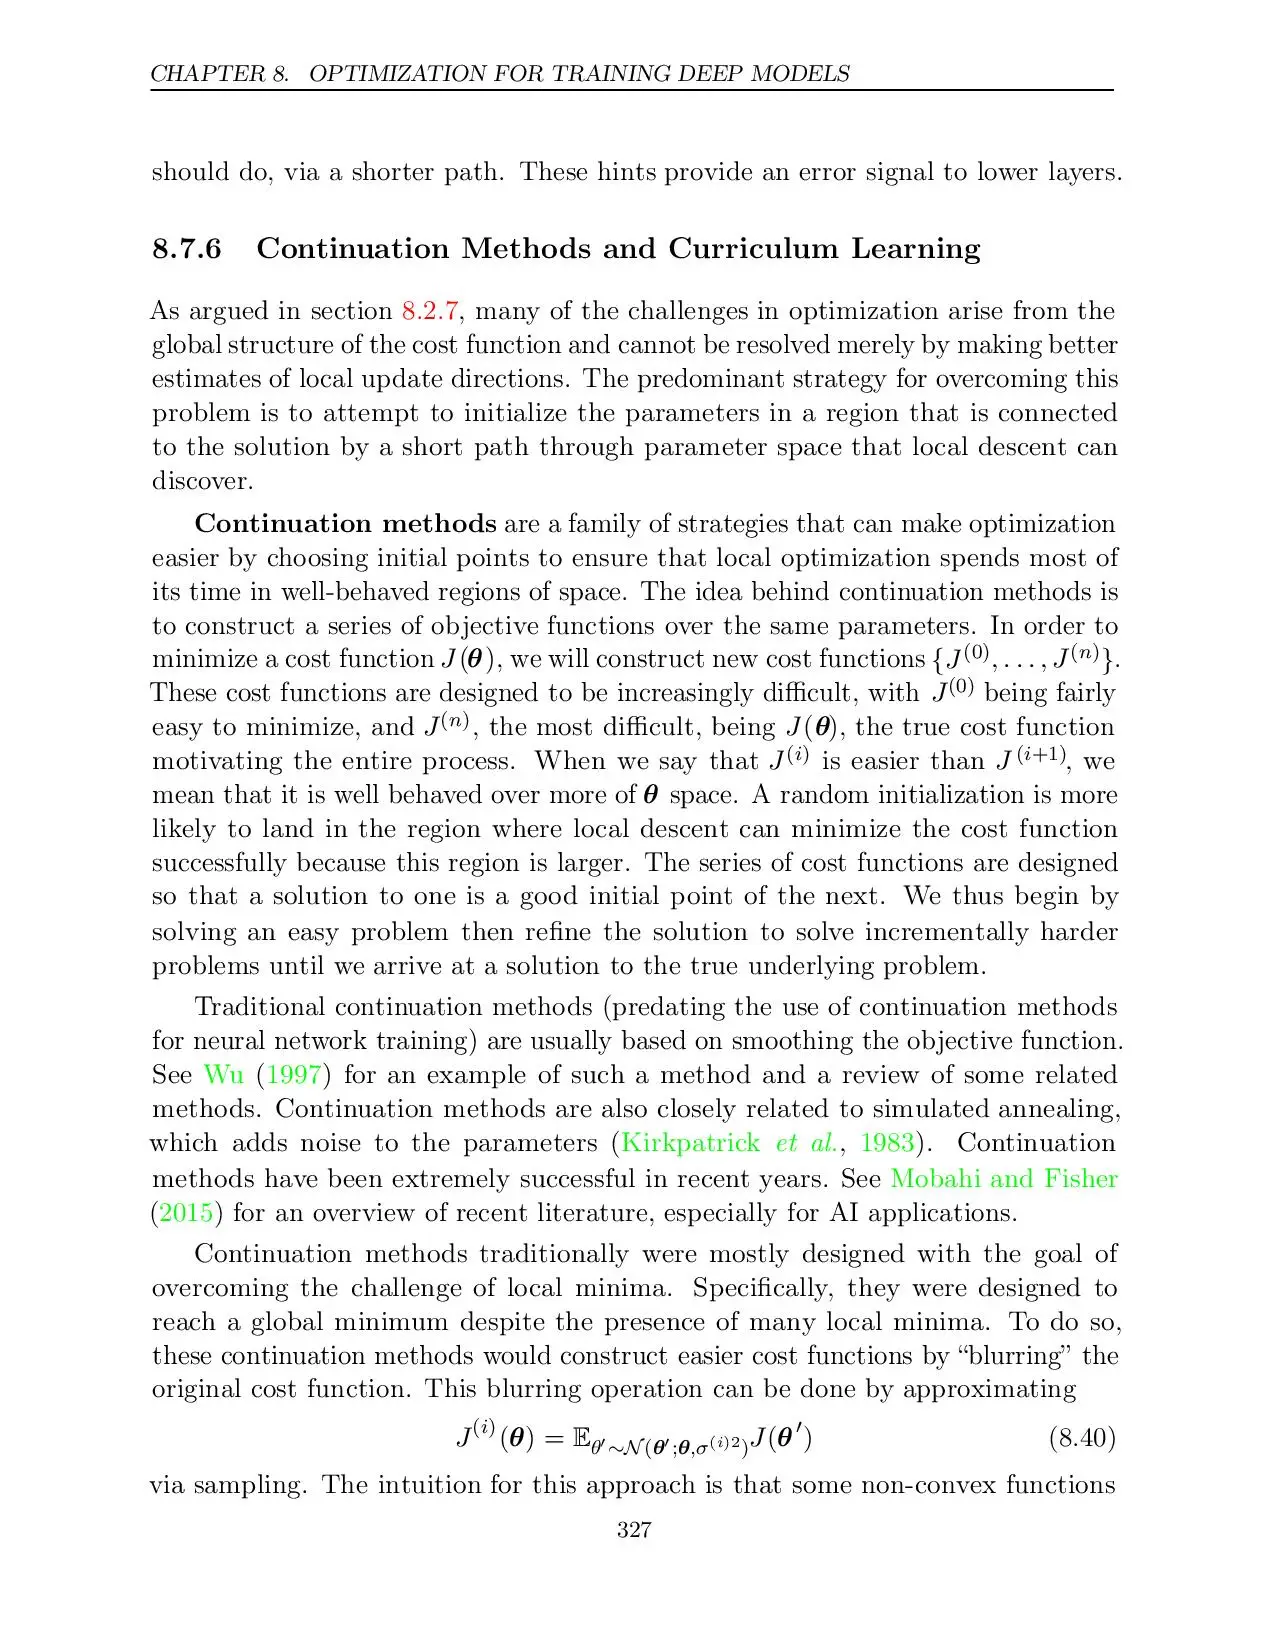 CHAPTER 8. OPTIMIZATION FOR TRAINING DEEP MODELS
should do, via a shorter path. These hints provide an error signal to lower layers.
8.7.6 Continuation Methods and Curriculum Learning
As argued in section 8.2.7, many of the challenges in optimization arise from the
global structure of the cost function and cannot be resolved merely by making better
estimates of local update directions. The predominant strategy for overcoming this
problem is to attempt to initialize the parameters in a region that is connected
to the solution by a short path through parameter space that local descent can
discover.
Continuation methods are a family of strategies that can make optimization
easier by choosing initial points to ensure that local optimization spends most of
its time in well-behaved regions of space. The idea behind continuation methods is
to construct a series of objective functions over the same parameters. In order to
minimize a cost function J(θ), we will construct new cost functions {J⁽⁰⁾, . . . , J⁽ⁿ⁾}.
These cost functions are designed to be increasingly difficult, with J⁽⁰⁾ being fairly
easy to minimize, and J⁽ⁿ⁾, the most difficult, being J(θ), the true cost function
motivating the entire process. When we say that J⁽ⁱ⁾ is easier than J⁽ⁱ⁺¹⁾, we
mean that it is well behaved over more of θ space. A random initialization is more
likely to land in the region where local descent can minimize the cost function
successfully because this region is larger. The series of cost functions are designed
so that a solution to one is a good initial point of the next. We thus begin by
solving an easy problem then refine the solution to solve incrementally harder
problems until we arrive at a solution to the true underlying problem.
Traditional continuation methods (predating the use of continuation methods
for neural network training) are usually based on smoothing the objective function.
See Wu (1997) for an example of such a method and a review of some related
methods. Continuation methods are also closely related to simulated annealing,
which adds noise to the parameters (Kirkpatrick et al., 1983). Continuation
methods have been extremely successful in recent years. See Mobahi and Fisher
(2015) for an overview of recent literature, especially for AI applications.
Continuation methods traditionally were mostly designed with the goal of
overcoming the challenge of local minima. Specifically, they were designed to
reach a global minimum despite the presence of many local minima. To do so,
these continuation methods would construct easier cost functions by “blurring” the
original cost function. This blurring operation can be done by approximating
J⁽ⁱ⁾(θ) = 𝔼_{θ′∼𝒩(θ′;θ,σ⁽ⁱ⁾²)} J(θ′) (8.40)
via sampling. The intuition for this approach is that some non-convex functions
327